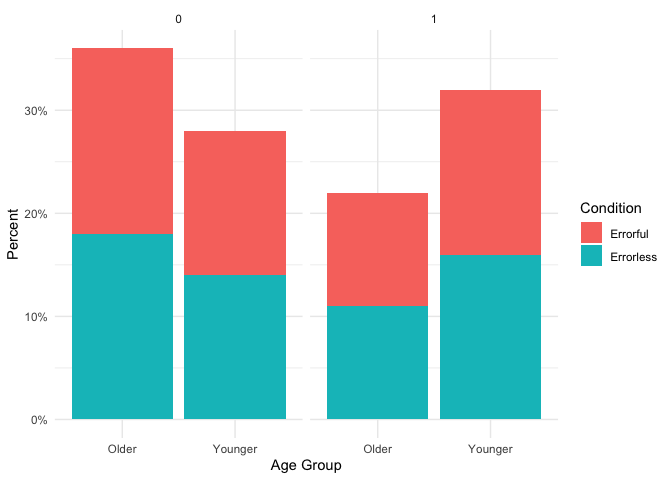 0 1
30%
20%
10%
0%
Percent
Older Younger Older Younger
Age Group
Condition
Errorful
Errorless